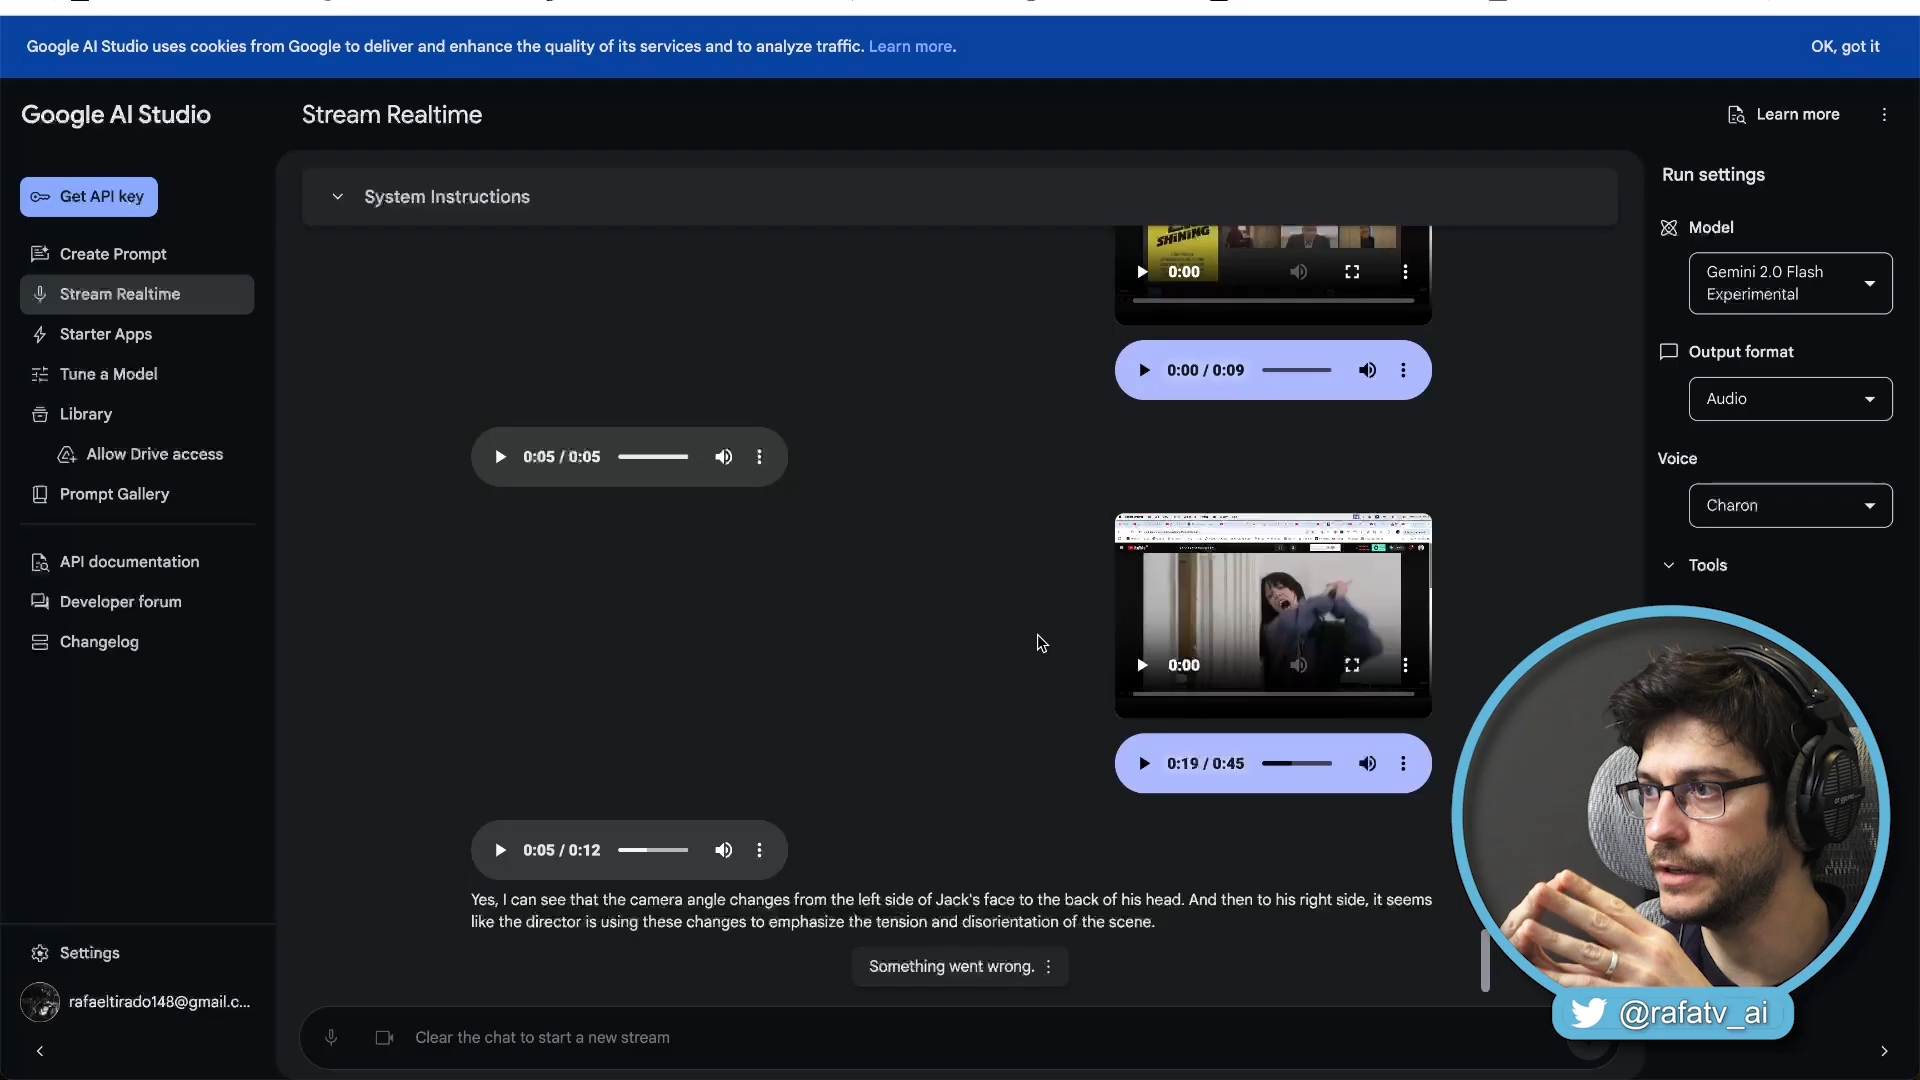 Google AI Studio uses cookies from Google to deliver and enhance the quality of its services and to analyze traffic. Learn more.
OK, got it
Google AI Studio
Stream Realtime
Learn more
Get API key
System Instructions
Run settings
Create Prompt
Stream Realtime
Starter Apps
Tune a Model
Library
Allow Drive access
Prompt Gallery
API documentation
Developer forum
Changelog
SHINING
0:00
0:00 / 0:09
0:05 / 0:05
0:00
0:19 / 0:45
0:05 / 0:12
Yes, I can see that the camera angle changes from the left side of Jack's face to the back of his head. And then to his right side, it seems
like the director is using these changes to emphasize the tension and disorientation of the scene.
Something went wrong.
Clear the chat to start a new stream
Model
Gemini 2.0 Flash
Experimental
Output format
Audio
Voice
Charon
Tools
Settings
rafaeltirado148@gmail.c...
@rafatv_ai